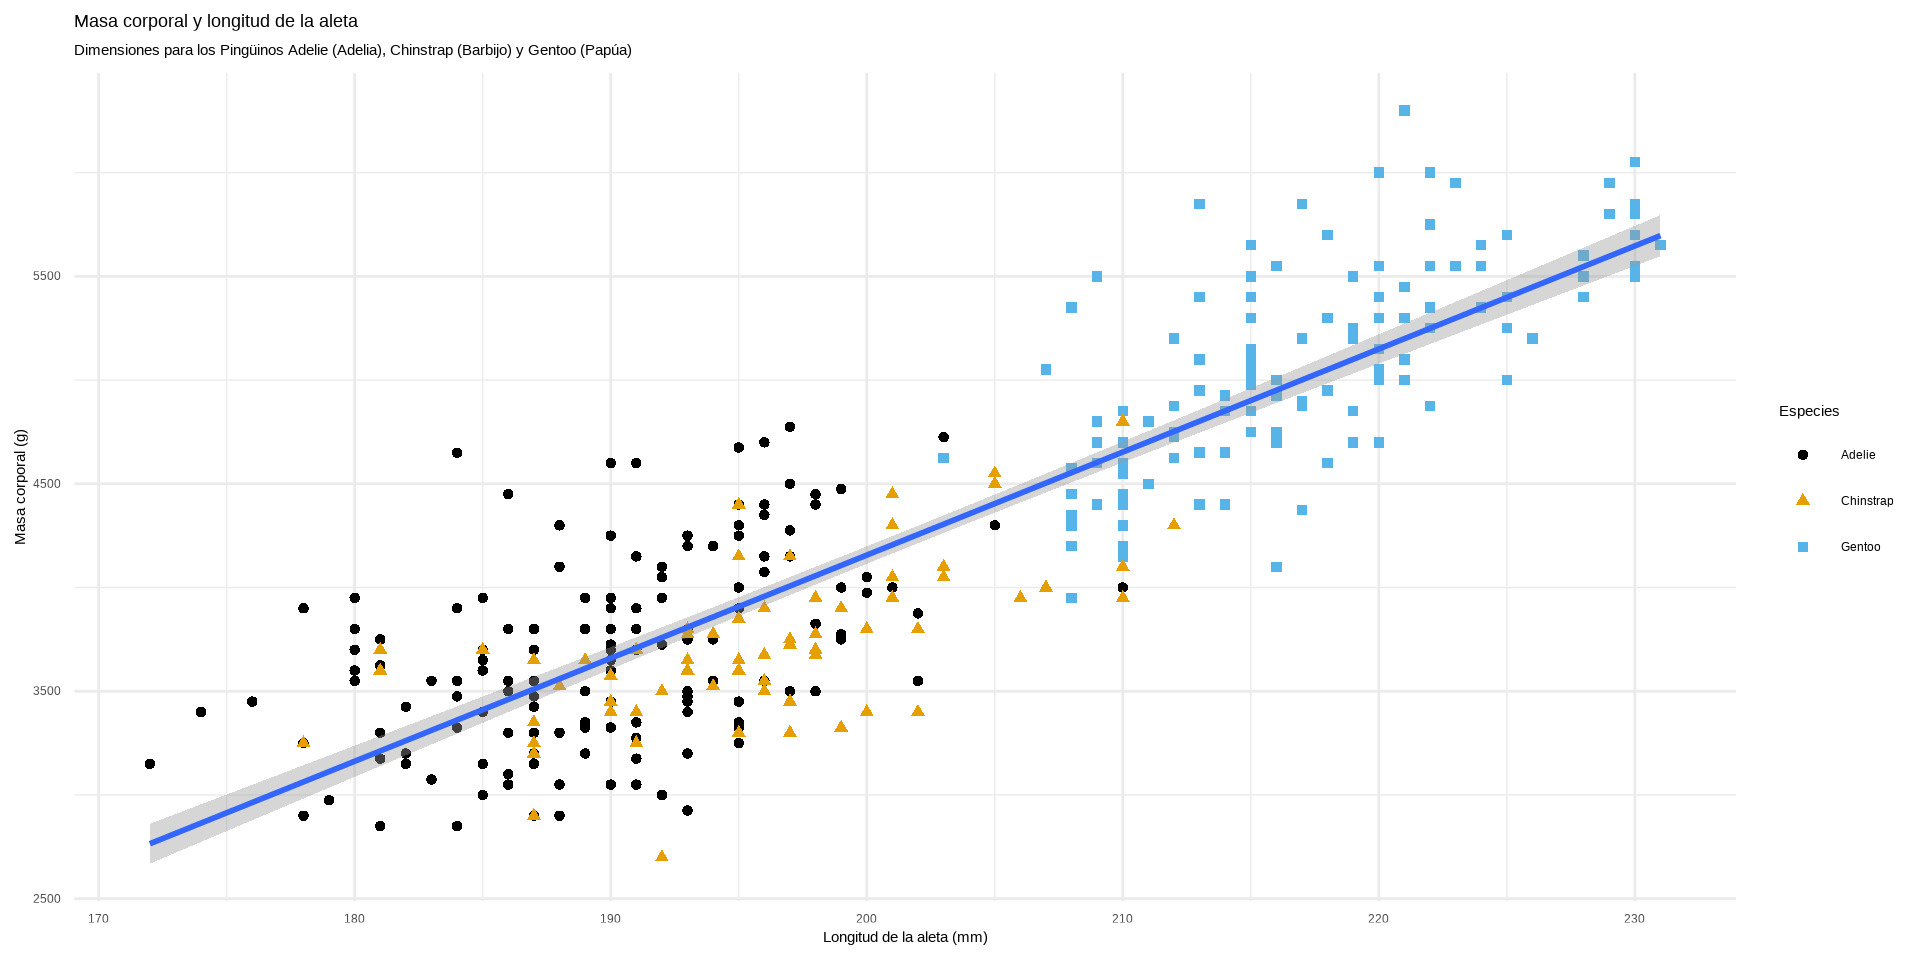 Masa corporal y longitud de la aleta
Dimensiones para los Pingüinos Adelie (Adelia), Chinstrap (Barbijo) y Gentoo (Papúa)
Masa corporal (g)
5500
4500
3500
2500
170 180 190 200 210 220 230
Longitud de la aleta (mm)
Especies
Adelie
Chinstrap
Gentoo